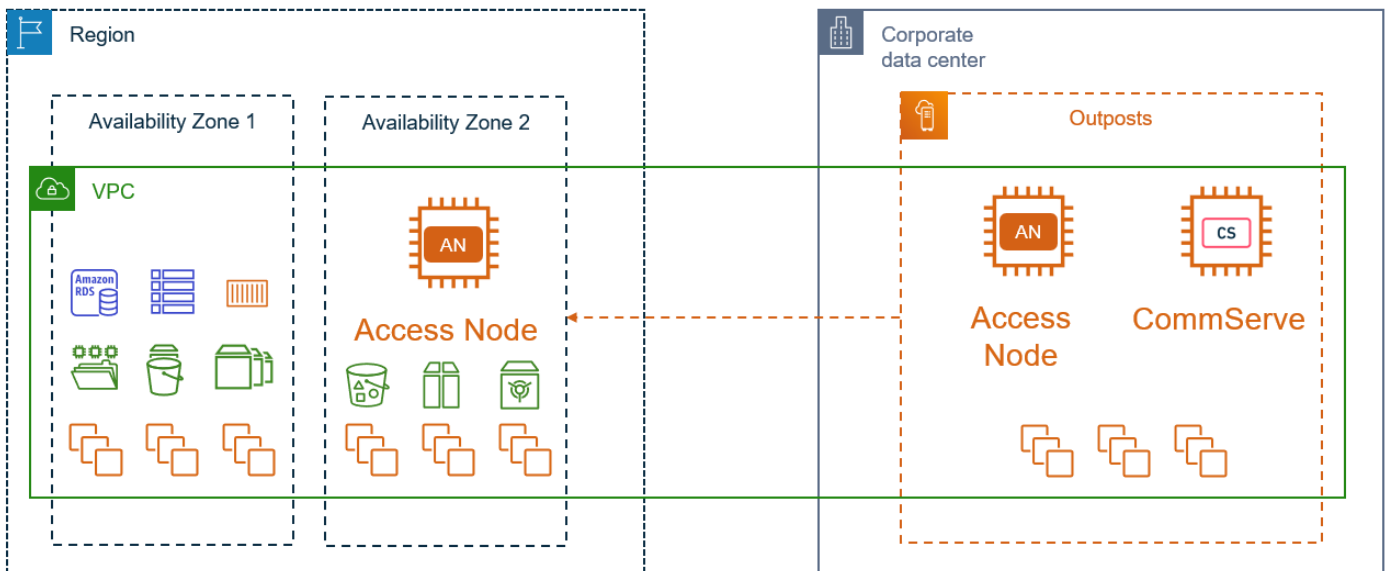 Region
Corporate
data center
Availability Zone 1
Availability Zone 2
Outposts
VPC
AN
AN
CS
Amazon
RDS
Access Node
Access
Node
CommServe